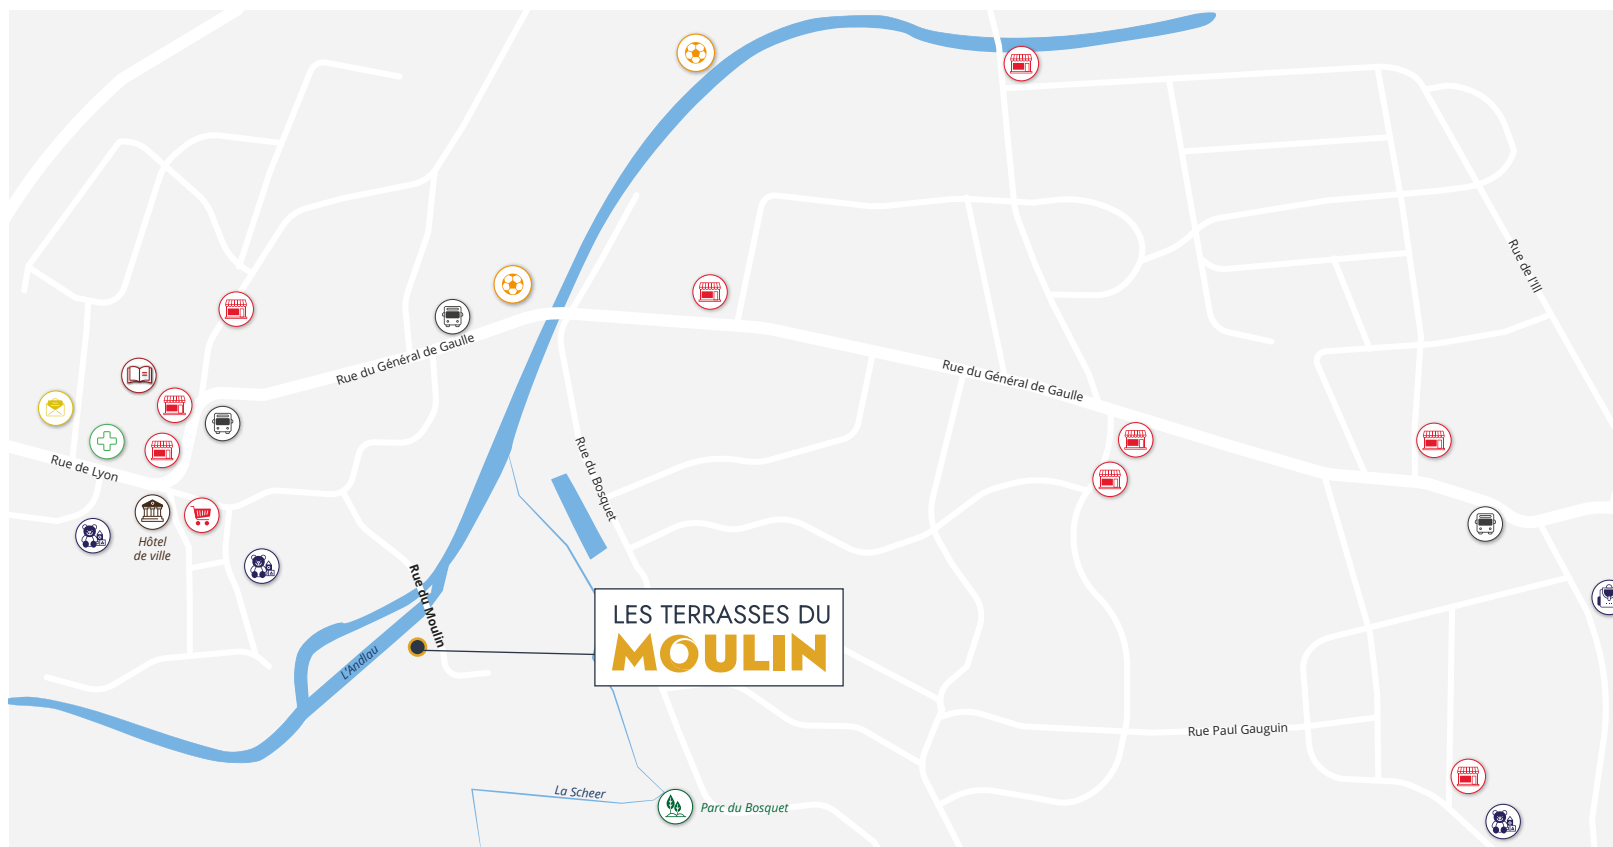 Rue de l'Ill
Rue du Général de Gaulle
Rue du Général de Gaulle
Rue de Lyon
Rue du Bosquet
Hôtel
de ville
Rue du Moulin
LES TERRASSES DU
MOULIN
L'Andlau
Rue Paul Gauguin
La Scheer
Parc du Bosquet